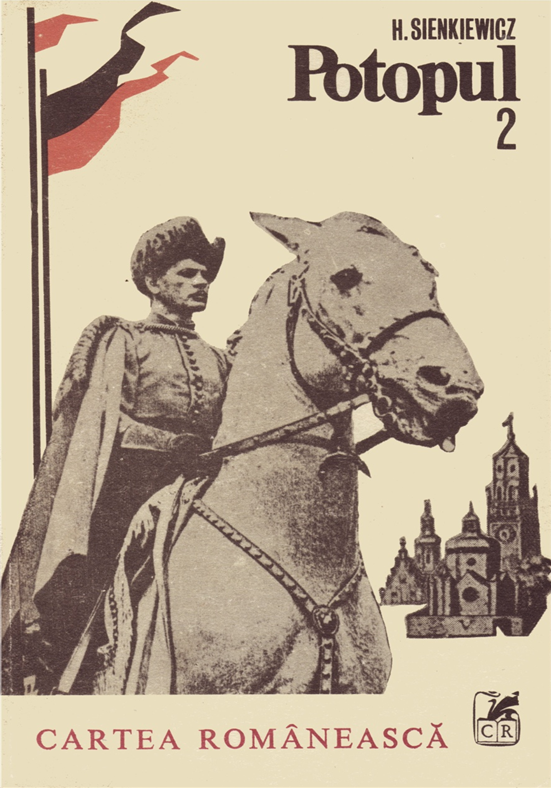 H. SIENKIEWICZ
Potopul
2
CARTEA ROMÂNEASCĂ
CR